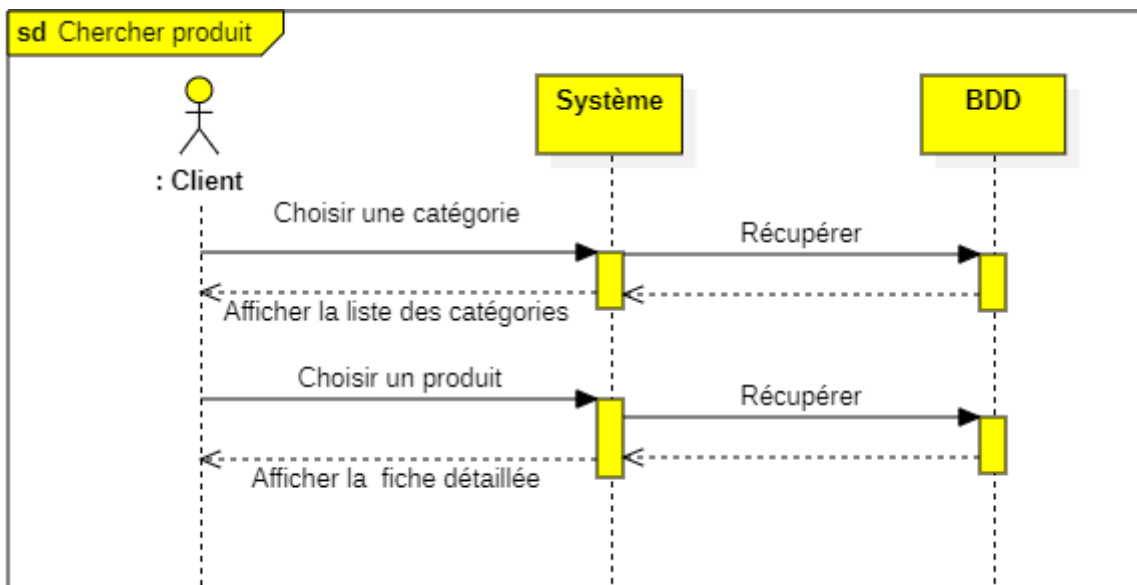 sd Chercher produit
Système
BDD
: Client
Choisir une catégorie
Récupérer
Afficher la liste des catégories
Choisir un produit
Récupérer
Afficher la fiche détaillée